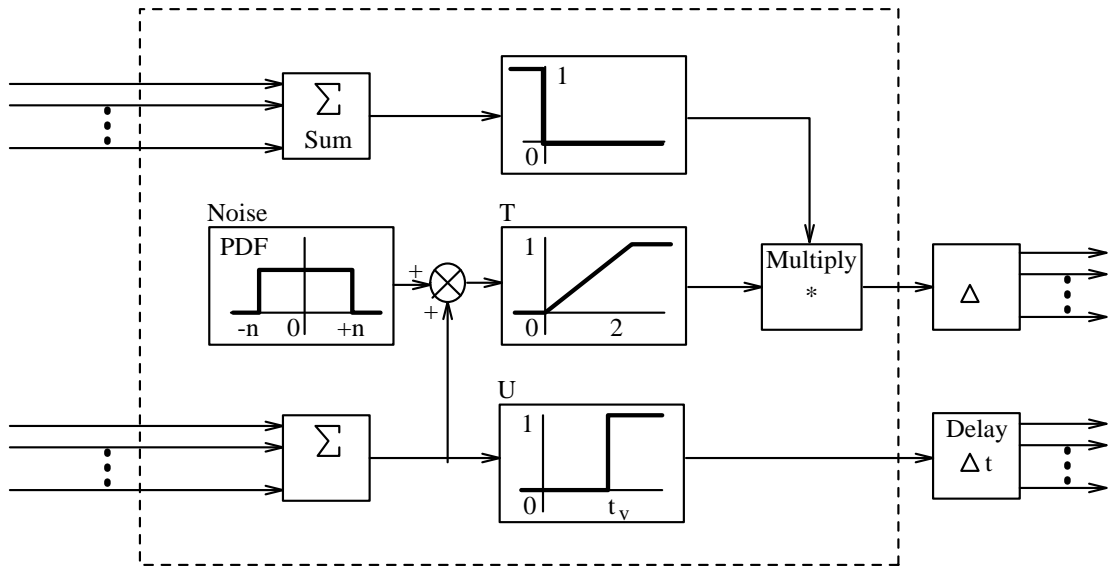 Σ
Sum
1
0
Noise
PDF
-n
0
+n
+
+
T
1
0
2
Multiply
*
Δ
Σ
U
1
0
t v
Delay
Δ t